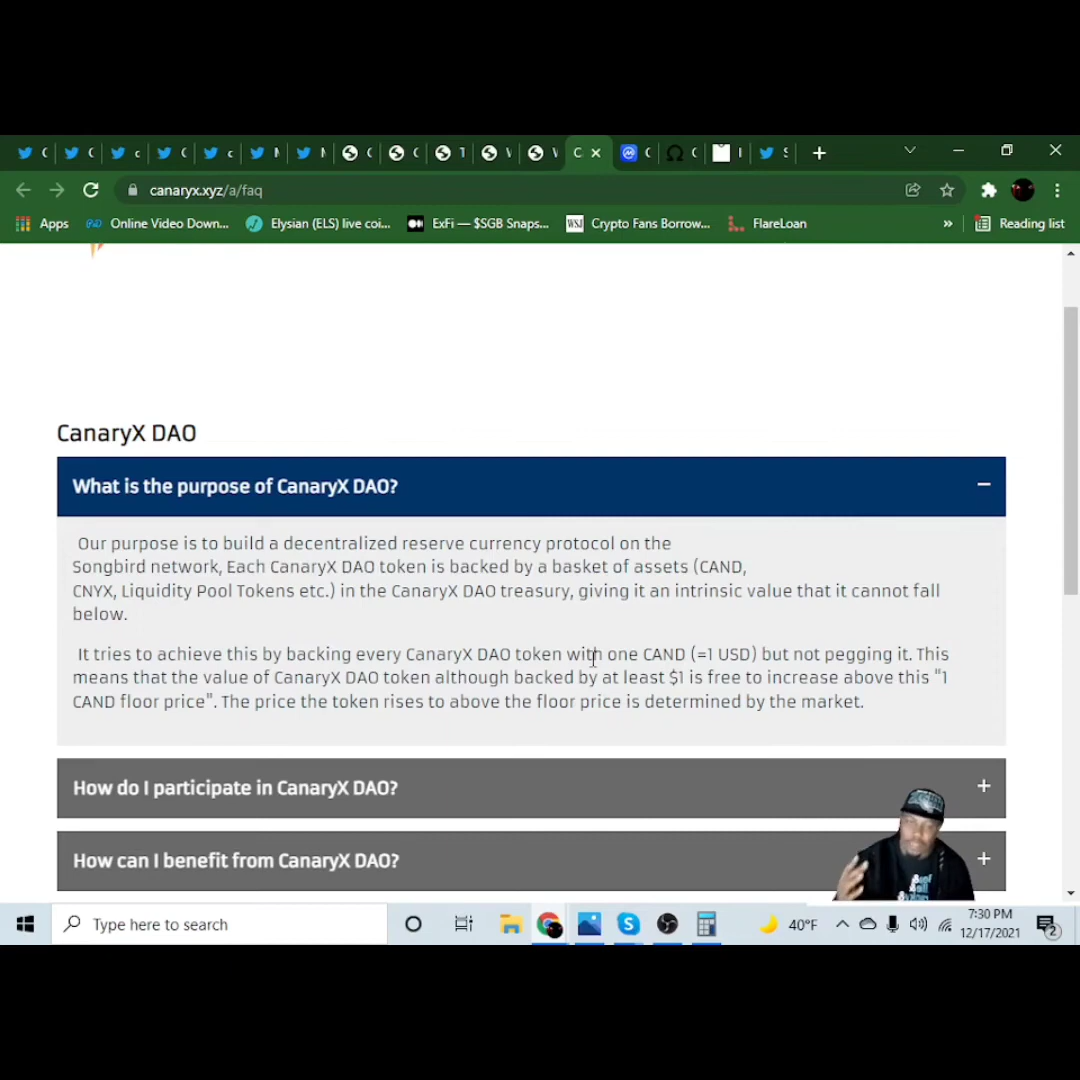 canaryx.xyz/a/faq
Apps Online Video Down... Elysian (ELS) live coi... ExFi — $SGB Snaps... WSJ Crypto Fans Borrow... FlareLoan » Reading list
CanaryX DAO
What is the purpose of CanaryX DAO?
Our purpose is to build a decentralized reserve currency protocol on the
Songbird network, Each CanaryX DAO token is backed by a basket of assets (CAND,
CNYX, Liquidity Pool Tokens etc.) in the CanaryX DAO treasury, giving it an intrinsic value that it cannot fall
below.
It tries to achieve this by backing every CanaryX DAO token with one CAND (=1 USD) but not pegging it. This
means that the value of CanaryX DAO token although backed by at least $1 is free to increase above this "1
CAND floor price". The price the token rises to above the floor price is determined by the market.
How do I participate in CanaryX DAO?
How can I benefit from CanaryX DAO?
Type here to search
40°F
7:30 PM
12/17/2021
2